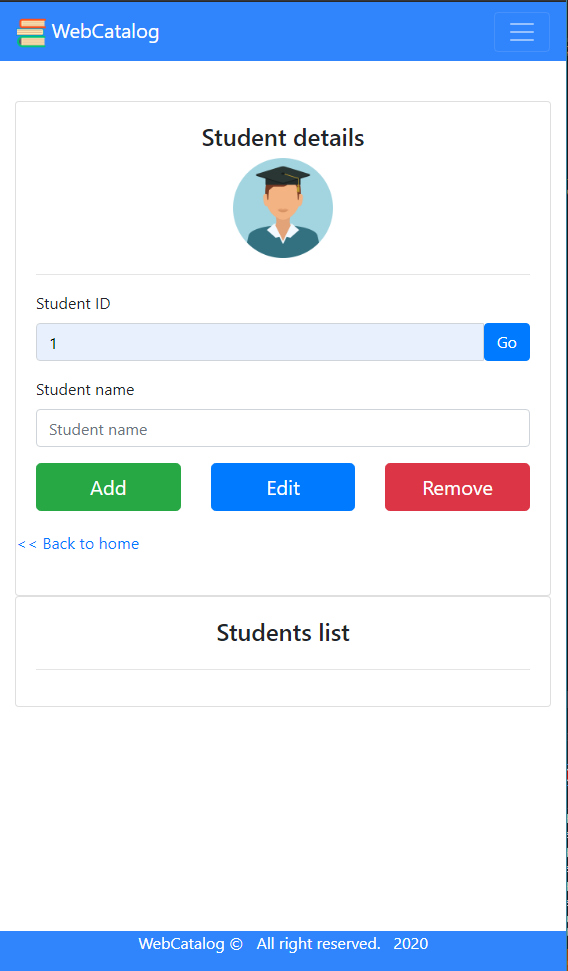 WebCatalog
Student details
Student ID
1 Go
Student name
Student name
Add Edit Remove
<< Back to home
Students list
WebCatalog © All right reserved. 2020